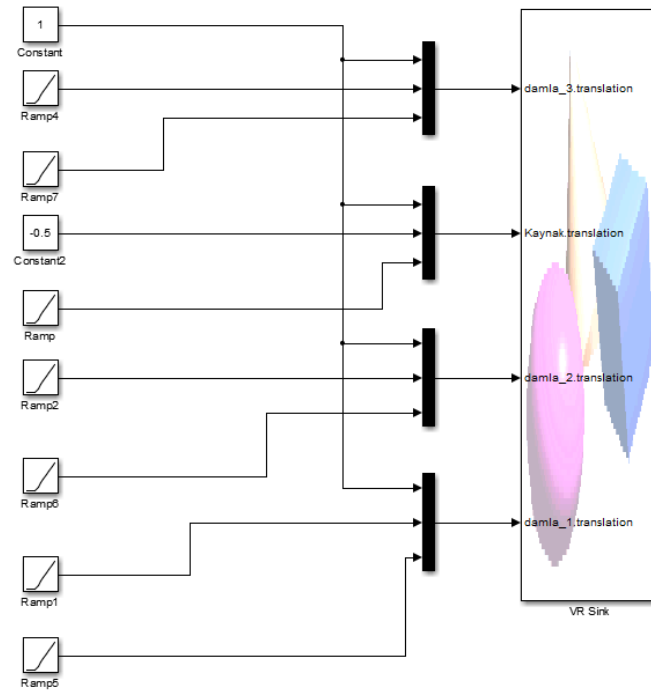 1
Constant
Ramp4
Ramp7
-0.5
Constant2
Ramp
Ramp2
Ramp6
Ramp1
Ramp5
damla_3.translation
Kaynak.translation
damla_2.translation
damla_1.translation
VR Sink